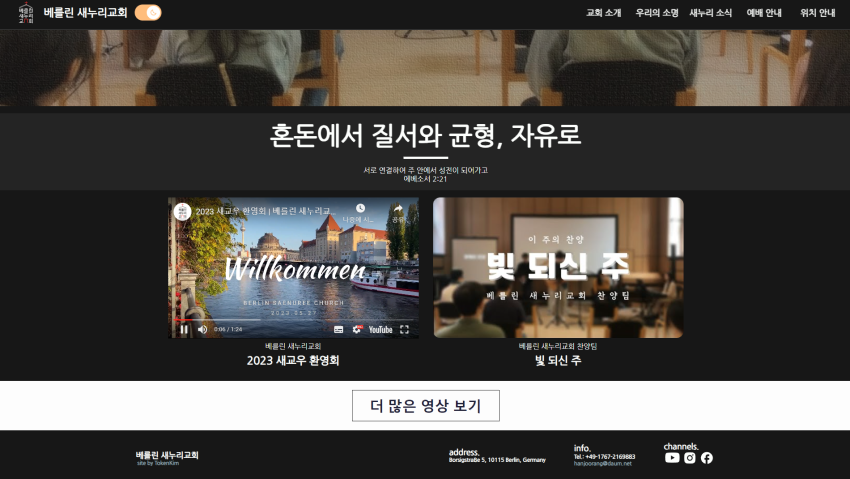 베를린
새누리
교회
베를린 새누리교회
교회 소개
우리의 소명
새누리 소식
예배 안내
위치 안내
혼돈에서 질서와 균형, 자유로
서로 연결하여 주 안에서 성전이 되어가고
에베소서 2:21
2023 새교우 환영회 | 베를린 새누리교...
나중에 시...
공유
Willkommen
BERLIN SAENUREE CHURCH
2023.05.27
0:06 / 1:24
YouTube
이 주의 찬양
빛 되신 주
베를린 새누리교회 찬양팀
베를린 새누리교회
2023 새교우 환영회
베를린 새누리교회 찬양팀
빛 되신 주
더 많은 영상 보기
베를린 새누리교회
site by TokenKim
address.
Borsigstraße 5, 10115 Berlin, Germany
info.
Tel.: +49-1767-2169883
hanjoorang@daum.net
channels.